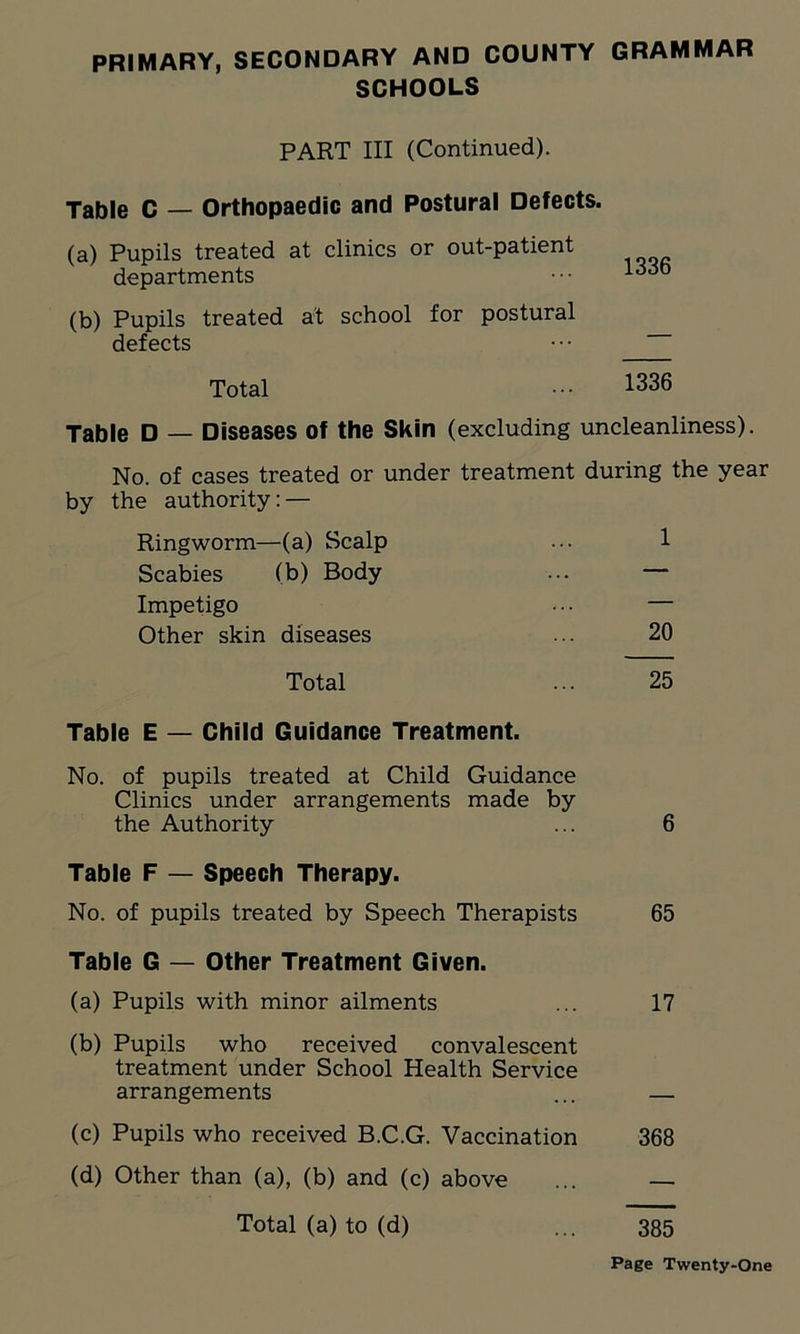 PRIMARY, SECONDARY AND COUNTY GRAMMAR
SCHOOLS
PART III (Continued).
Table C — Orthopaedic and Postural Defects.
(a) Pupils treated at clinics or out-patient
departments ... 1336
(b) Pupils treated at school for postural
defects ... —
Total ... 1336
Table D — Diseases of the Skin (excluding uncleanliness).
No. of cases treated or under treatment during the year
by the authority: —
Ringworm—(a) Scalp ... 1
Scabies (b) Body ... —
Impetigo ... —
Other skin diseases ... 20
Total ... 25
Table E — Child Guidance Treatment.
No. of pupils treated at Child Guidance
Clinics under arrangements made by
the Authority ... 6
Table F — Speech Therapy.
No. of pupils treated by Speech Therapists 65
Table G — Other Treatment Given.
(a) Pupils with minor ailments ... 17
(b) Pupils who received convalescent
treatment under School Health Service
arrangements ... —
(c) Pupils who received B.C.G. Vaccination 368
(d) Other than (a), (b) and (c) above ... —
Total (a) to (d) ... 385
Page Twenty-One